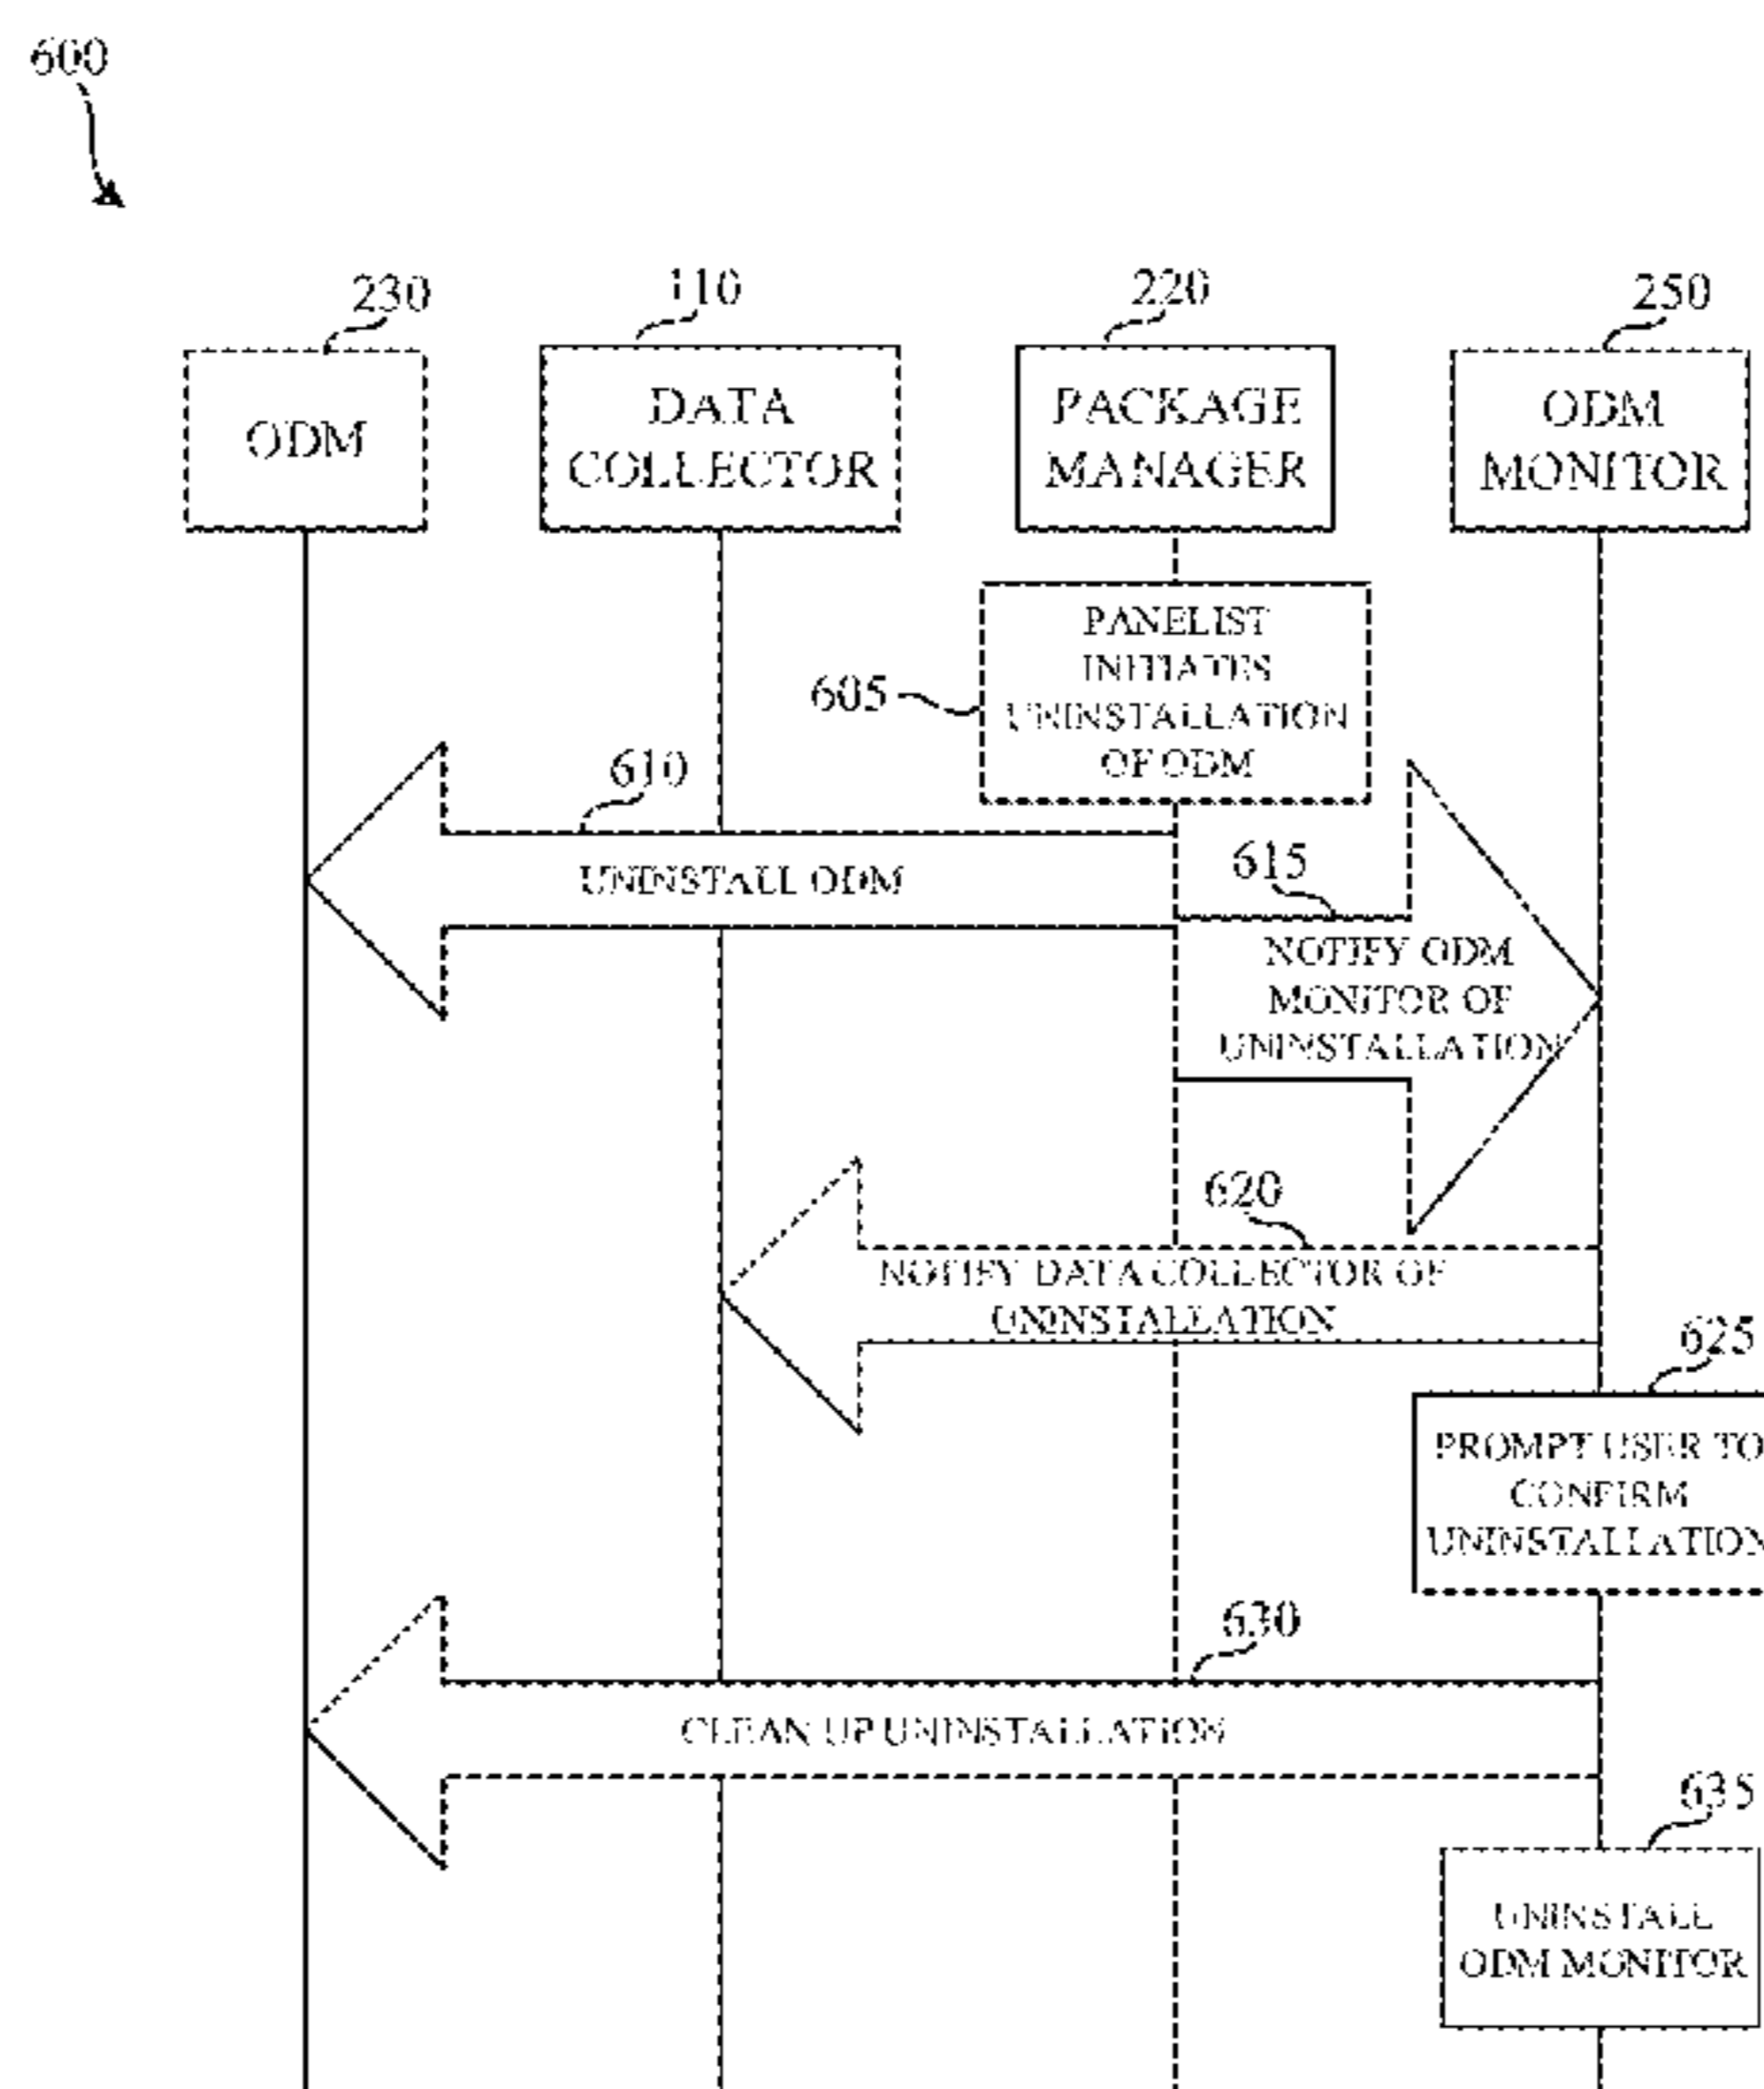 600
230
110
220
250
ODM
DATA
COLLECTOR
PACKAGE
MANAGER
ODM
MONITOR
605
PANELIST
INITIATES
UNINSTALLATION
OF ODM
610
UNINSTALL ODM
615
NOTIFY ODM
MONITOR OF
UNINSTALLATION
620
NOTIFY DATA COLLECTOR OF
UNINSTALLATION
625
PROMPT USER TO
CONFIRM
UNINSTALLATION
630
CLEAN UP UNINSTALLATION
635
UNINSTALL
ODM MONITOR